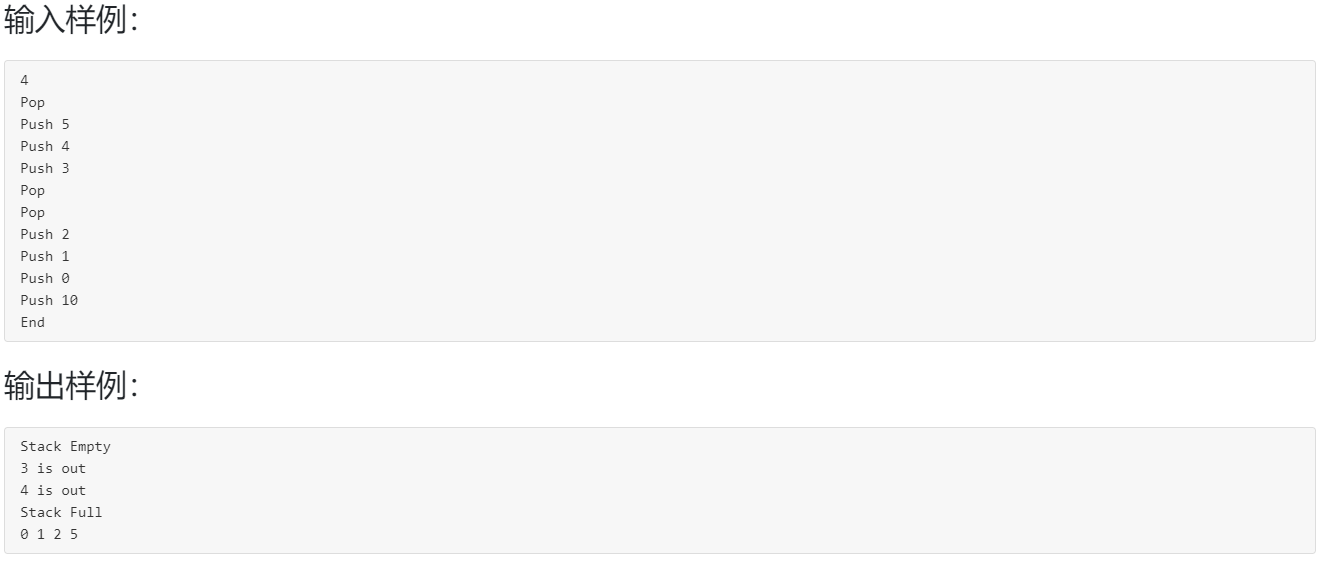 输入样例：
4
Pop
Push 5
Push 4
Push 3
Pop
Pop
Push 2
Push 1
Push 0
Push 10
End
输出样例：
Stack Empty
3 is out
4 is out
Stack Full
0 1 2 5